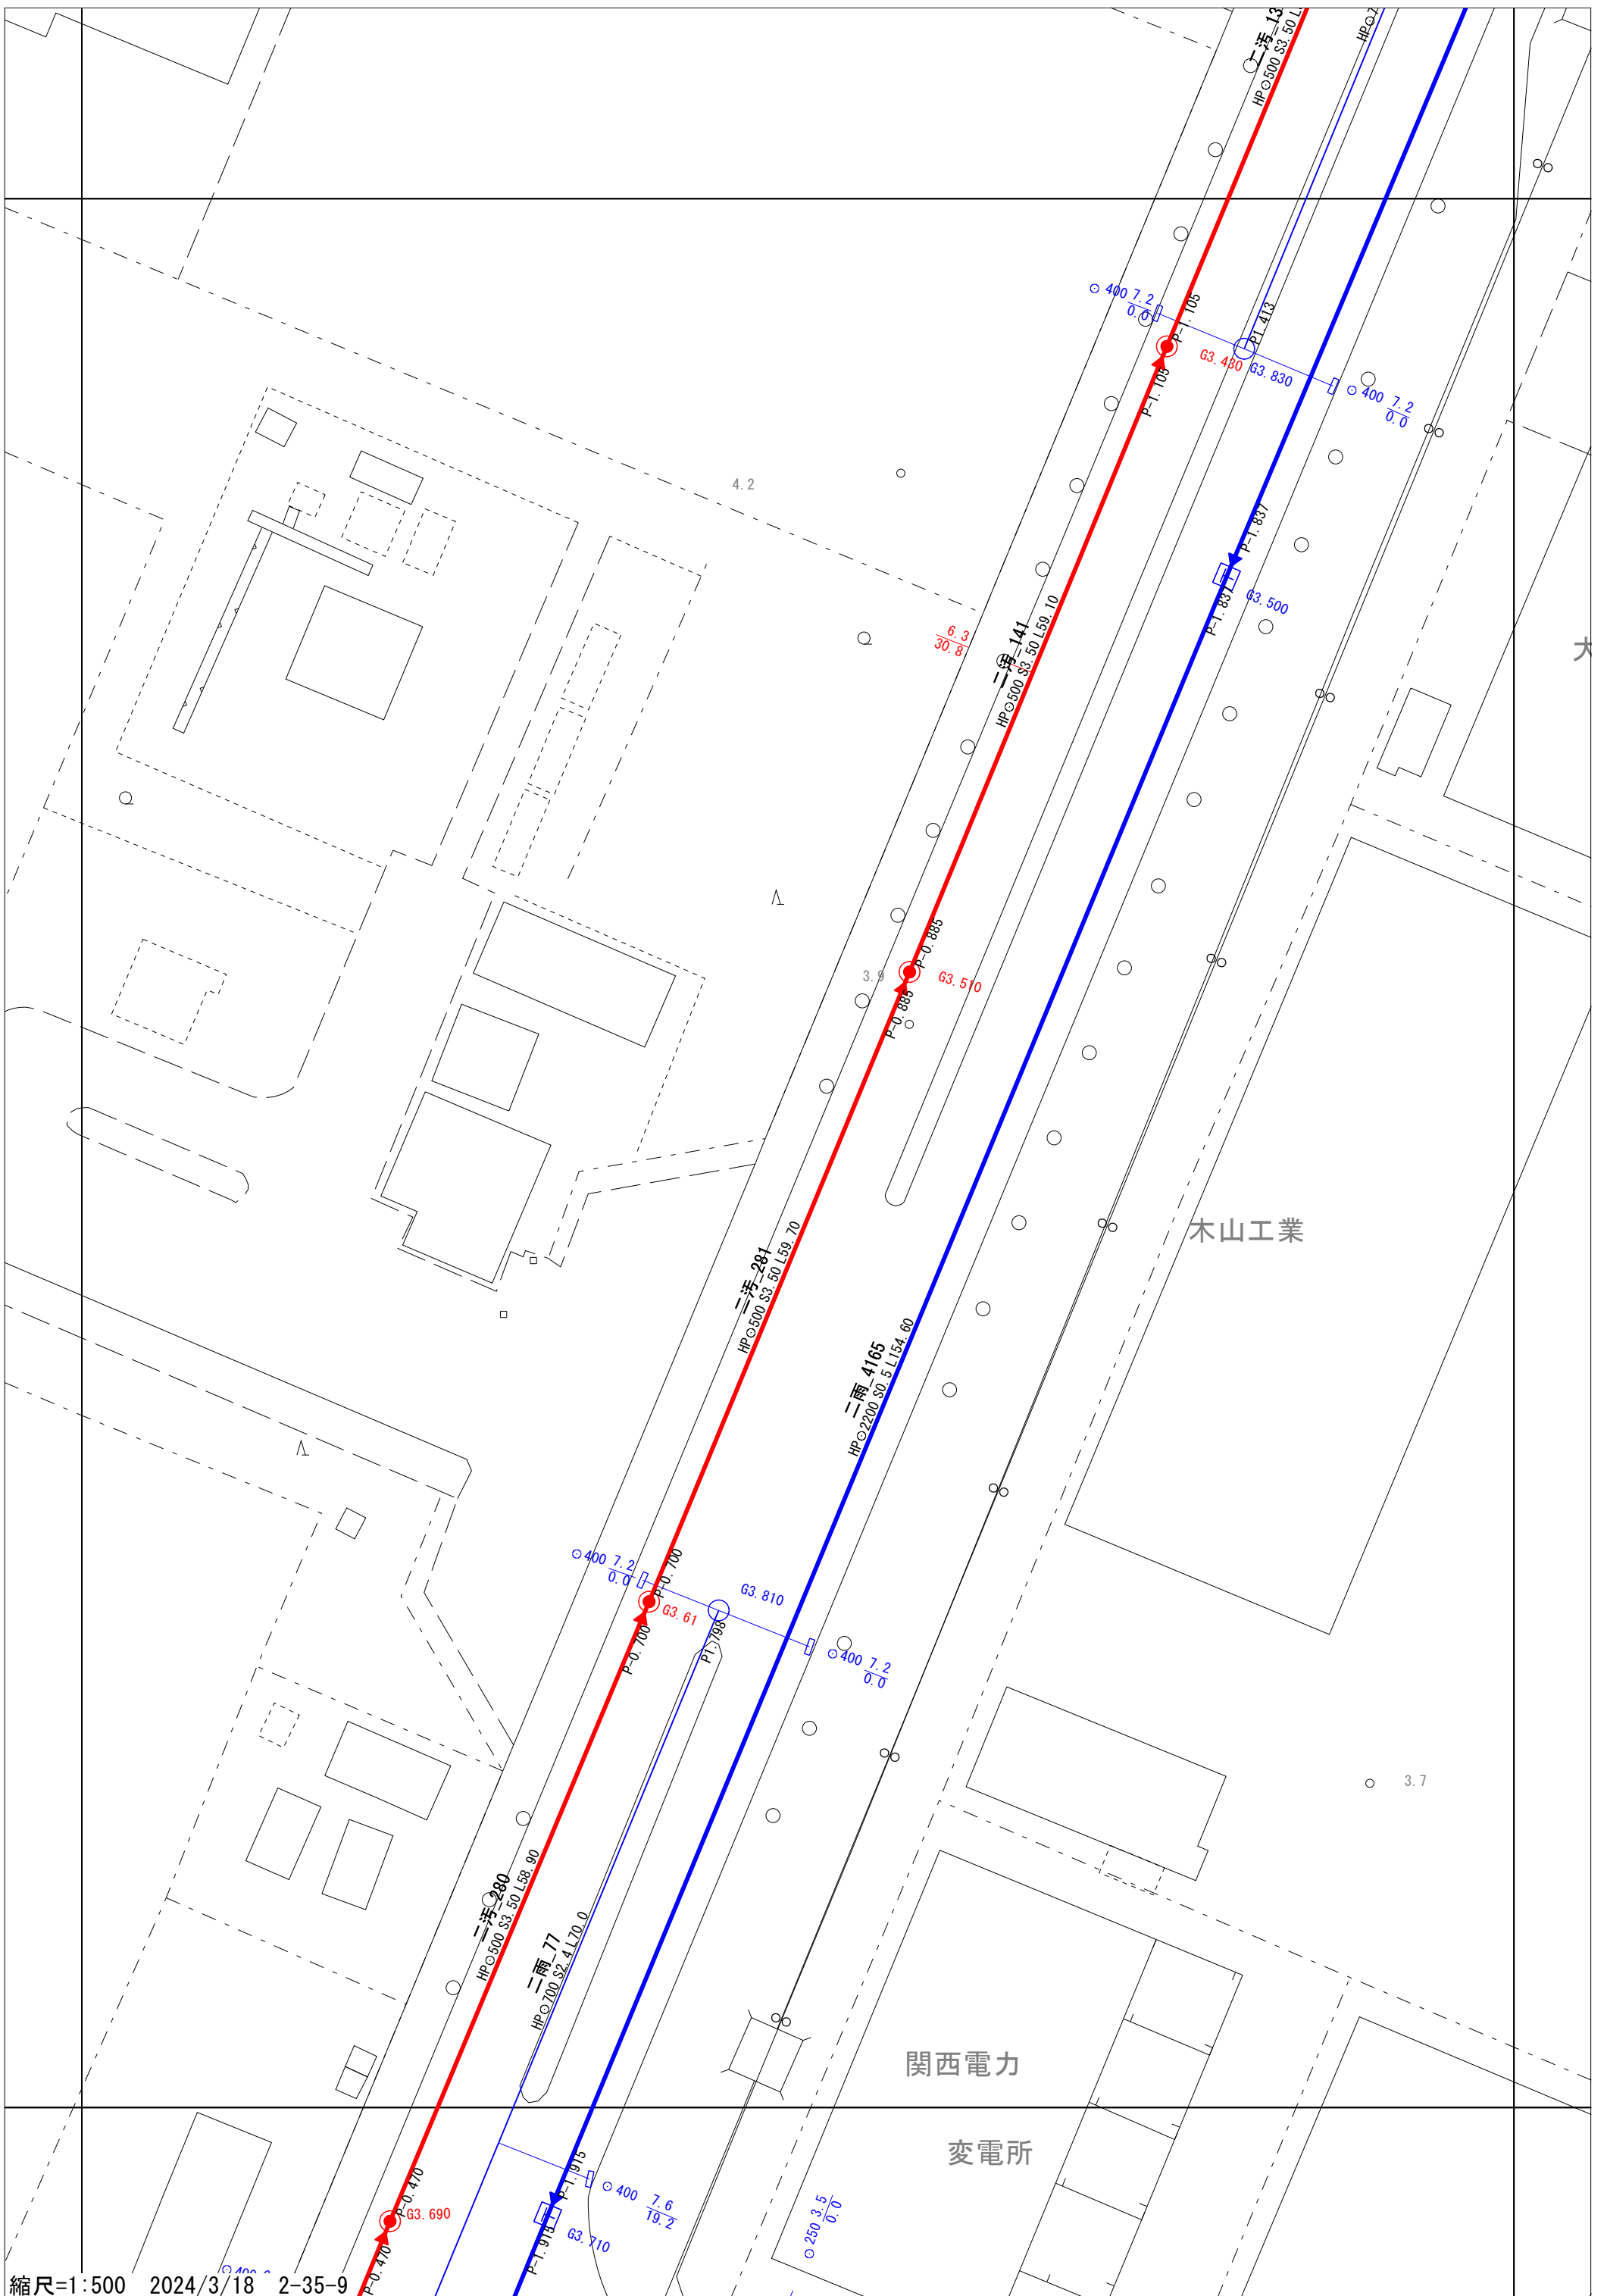 二汚_13
HP⊙500 S3.50 L
⊙ 400 7.2
0.0
P-1.105
P-1.105
G3.430
P1.413
G3.830
⊙ 400 7.2
0.0
4.2
P-1.837
P-1.837
G3.500
大
6.3
30.8
二汚_141
HP⊙500 S3.50 L59.10
3.9
P-0.885
P-0.885
G3.510
木山工業
二汚_281
HP⊙500 S3.50 L59.70
二雨_4165
HP⊙2200 S0.5 L154.60
⊙400 7.2
0.0
P-0.700
P-0.700
G3.61
G3.810
P1.798
⊙400 7.2
0.0
3.7
二汚_280
HP⊙500 S3.50 L58.90
二雨_77
HP⊙700 S2.4 L70.0
関西電力
変電所
P-0.470
P-0.470
G3.690
P-1.915
P-1.915
G3.710
⊙ 400 7.6
19.2
⊙ 250 3.5
0.0
縮尺=1:500 2024/3/18 2-35-9